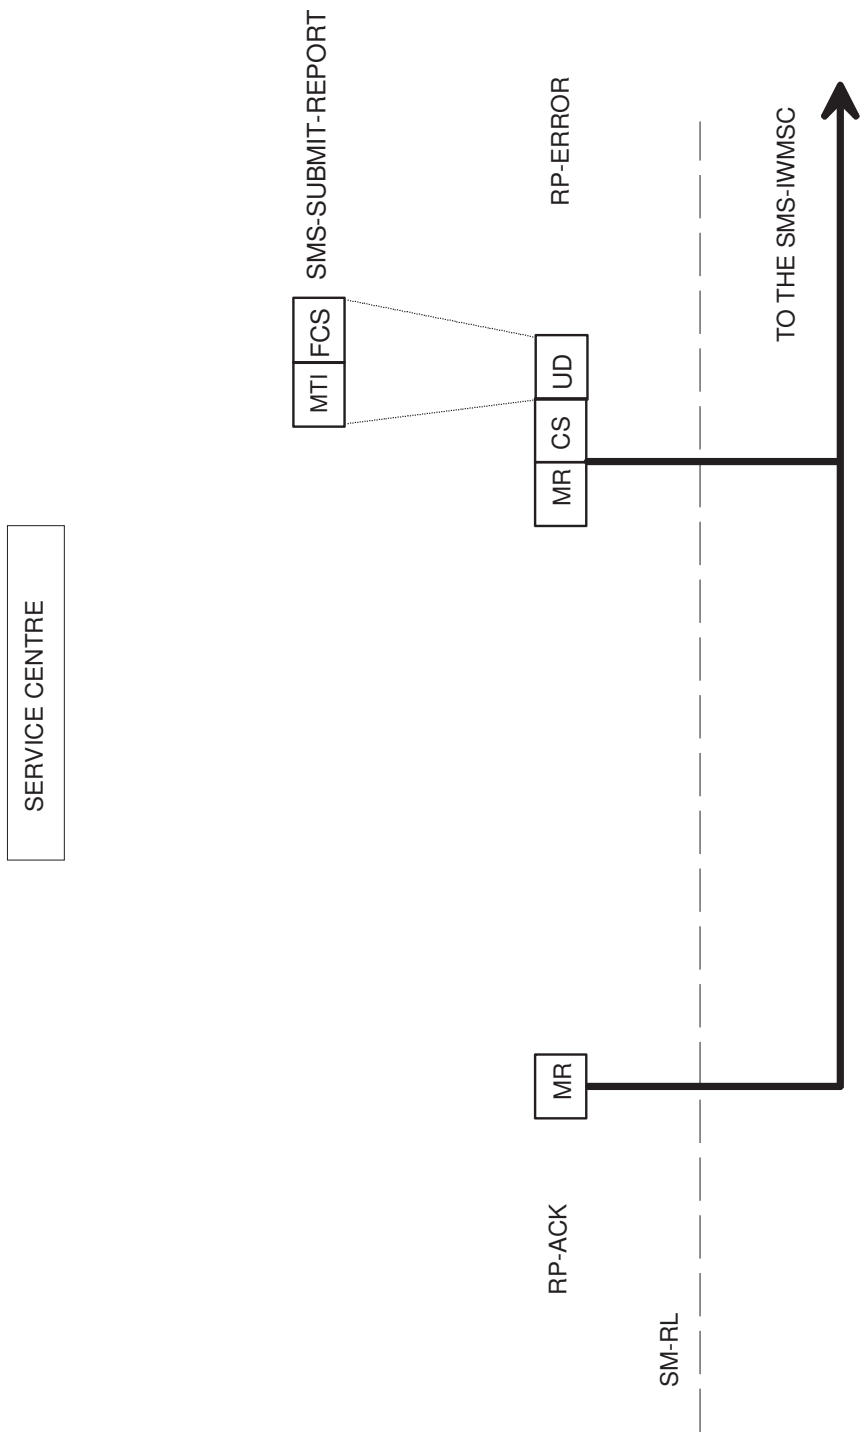 SERVICE CENTRE
MTI FCS SMS-SUBMIT-REPORT
RP-ACK MR MR CS UD RP-ERROR
SM-RL
TO THE SMS-IWMSC